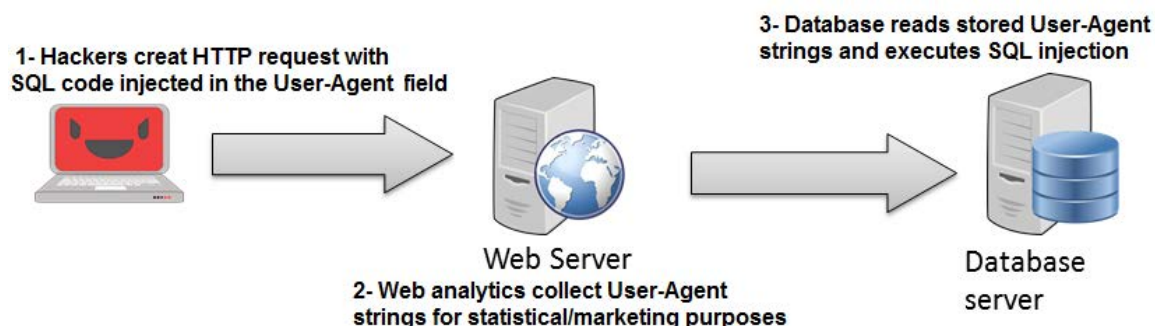 1- Hackers creat HTTP request with
SQL code injected in the User-Agent field
Web Server
2- Web analytics collect User-Agent
strings for statistical/marketing purposes
3- Database reads stored User-Agent
strings and executes SQL injection
Database
server